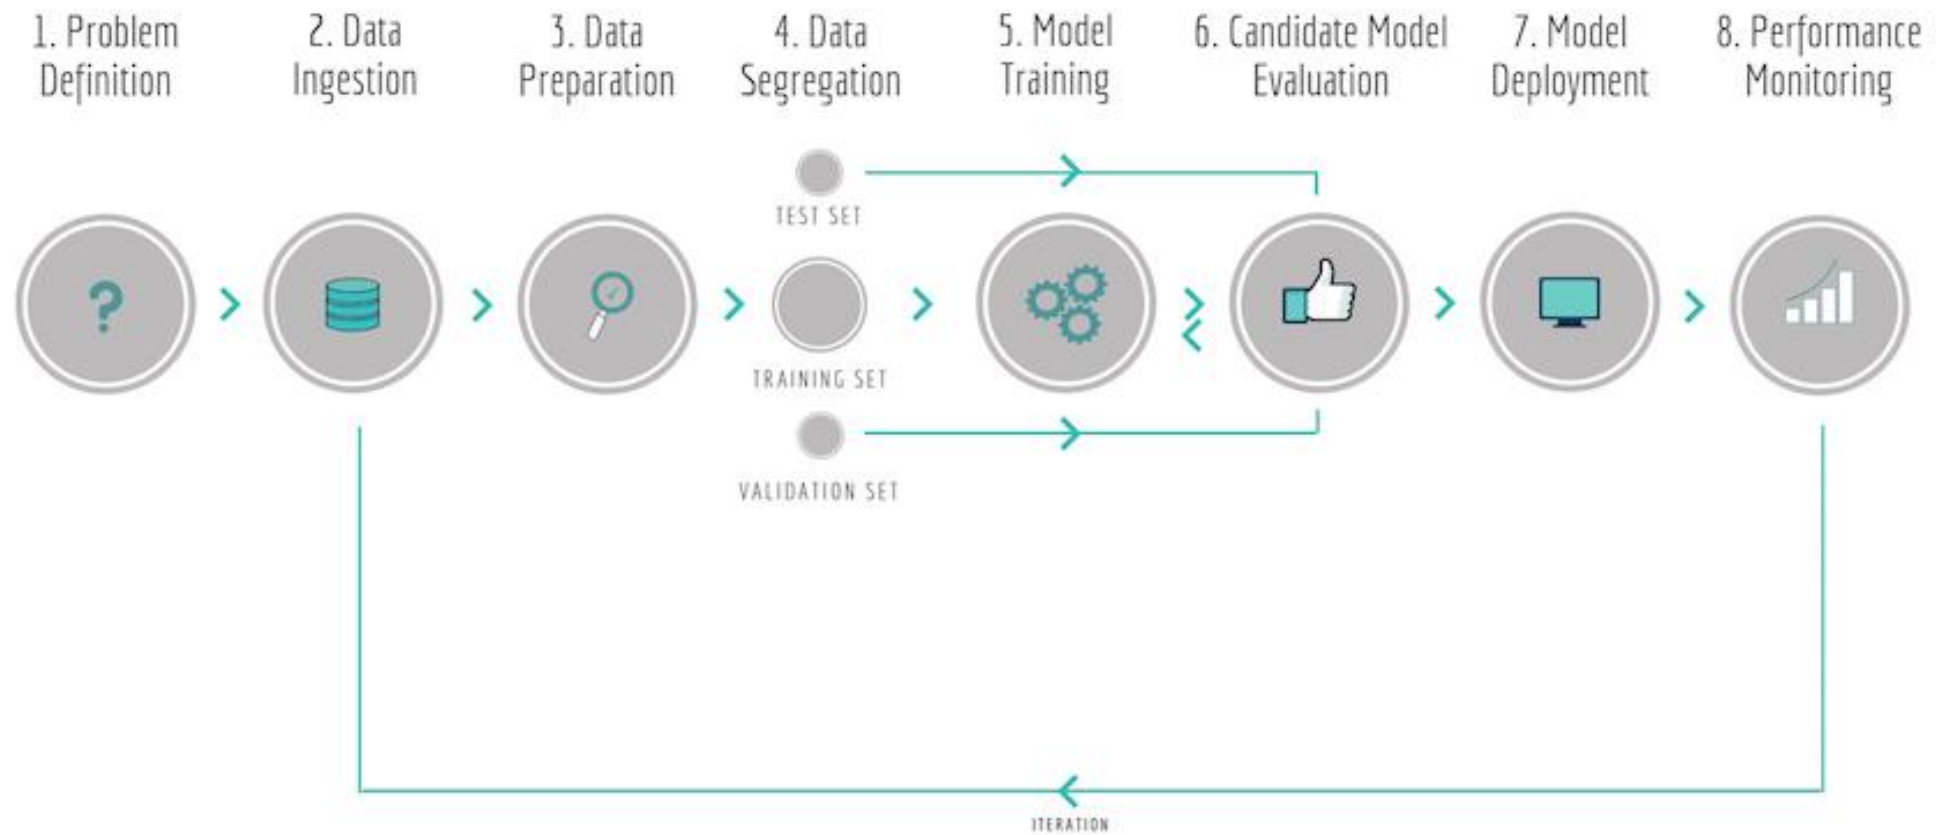 1. Problem
Definition
2. Data
Ingestion
3. Data
Preparation
4. Data
Segregation
5. Model
Training
6. Candidate Model
Evaluation
7. Model
Deployment
8. Performance
Monitoring
TEST SET
TRAINING SET
VALIDATION SET
ITERATION